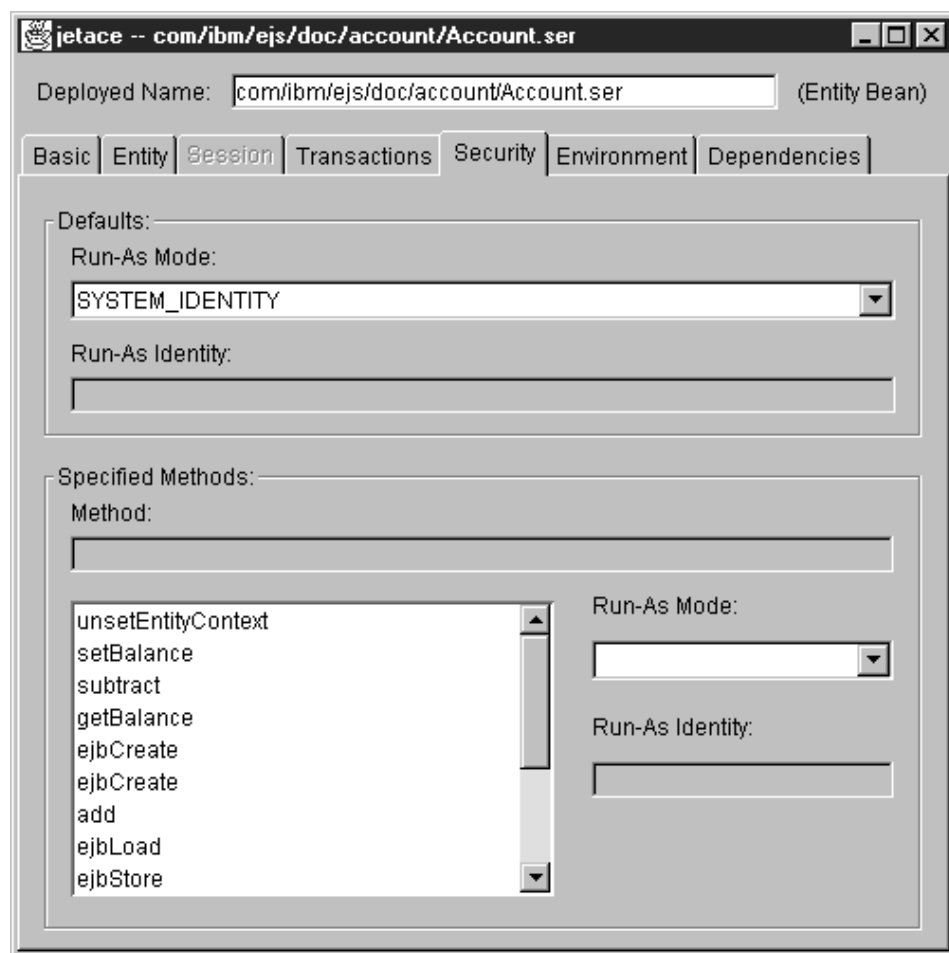 jetace -- com/ibm/ejs/doc/account/Account.ser
Deployed Name: com/ibm/ejs/doc/account/Account.ser (Entity Bean)
Basic Entity Session Transactions Security Environment Dependencies
Defaults:
Run-As Mode:
SYSTEM_IDENTITY
Run-As Identity:
Specified Methods:
Method:
unsetEntityContext
setBalance
subtract
getBalance
ejbCreate
ejbCreate
add
ejbLoad
ejbStore
Run-As Mode:
Run-As Identity: